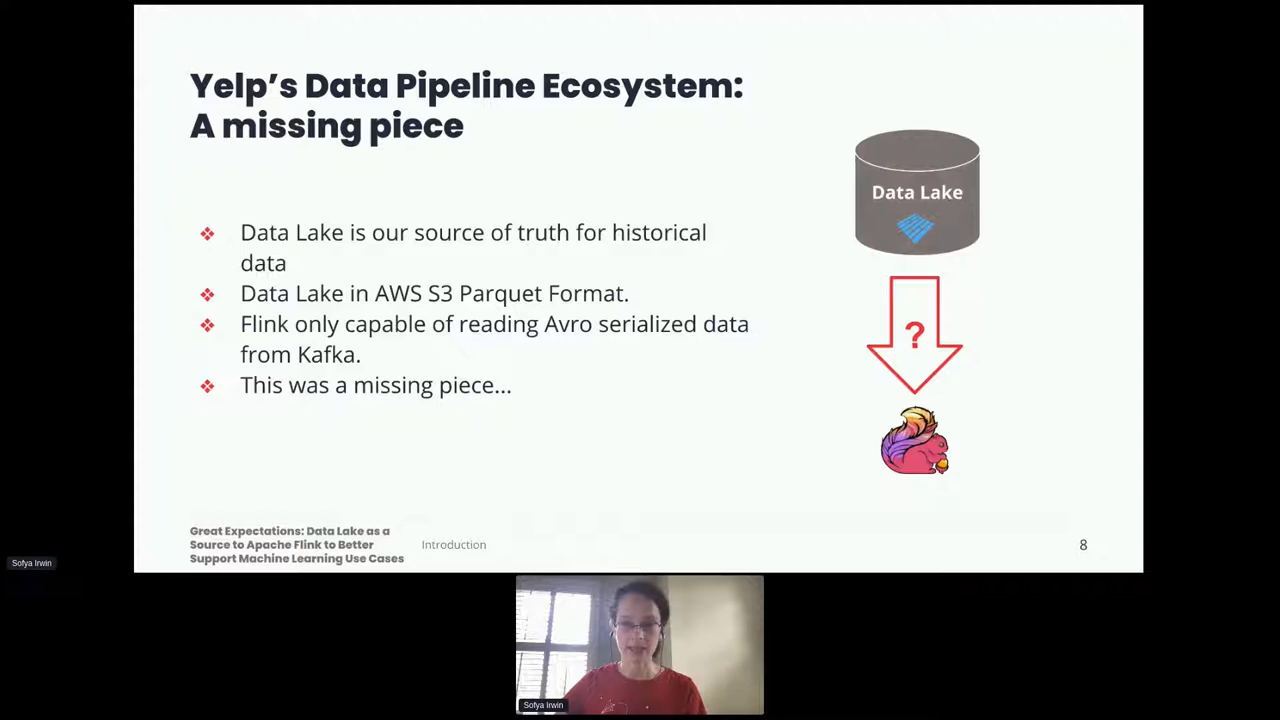 Yelp's Data Pipeline Ecosystem:
A missing piece
Data Lake
❖ Data Lake is our source of truth for historical
data
❖ Data Lake in AWS S3 Parquet Format.
❖ Flink only capable of reading Avro serialized data
from Kafka.
❖ This was a missing piece...
?
Great Expectations: Data Lake as a
Source to Apache Flink to Better
Support Machine Learning Use Cases
Introduction
8
Sofya Irwin
Sofya Irwin